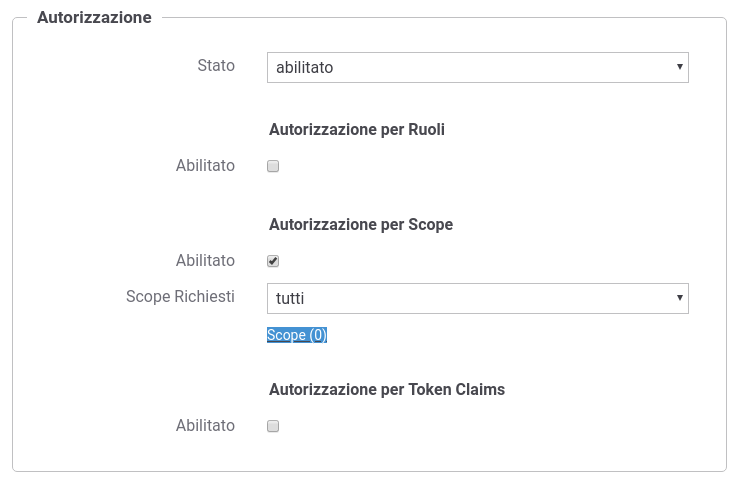 Autorizzazione
Stato abilitato
Autorizzazione per Ruoli
Abilitato
Autorizzazione per Scope
Abilitato
Scope Richiesti tutti
Scope (0)
Autorizzazione per Token Claims
Abilitato